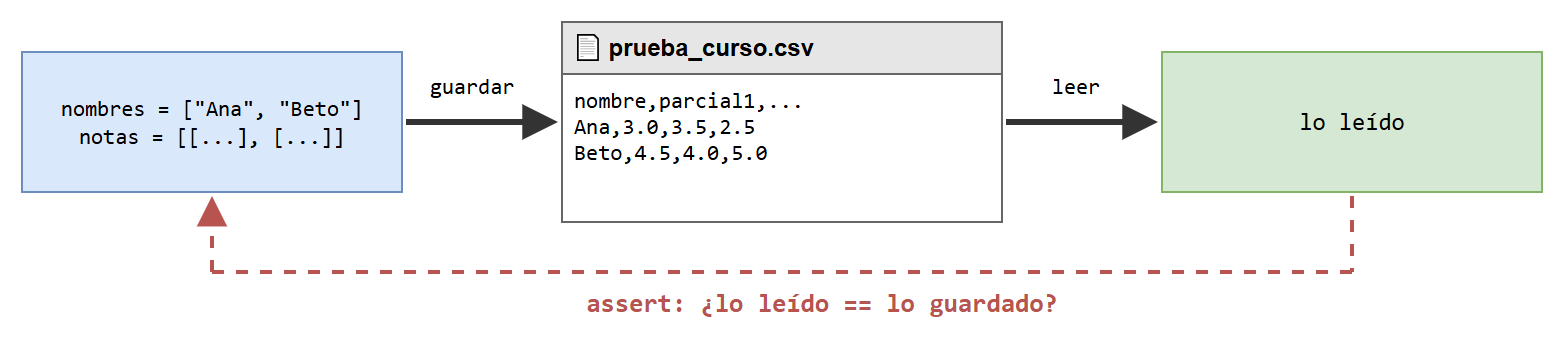 nombres = ["Ana", "Beto"]
notas = [[...], [...]]
guardar
prueba_curso.csv
nombre,parcial1,...
Ana,3.0,3.5,2.5
Beto,4.5,4.0,5.0
leer
lo leído
assert: ¿lo leído == lo guardado?